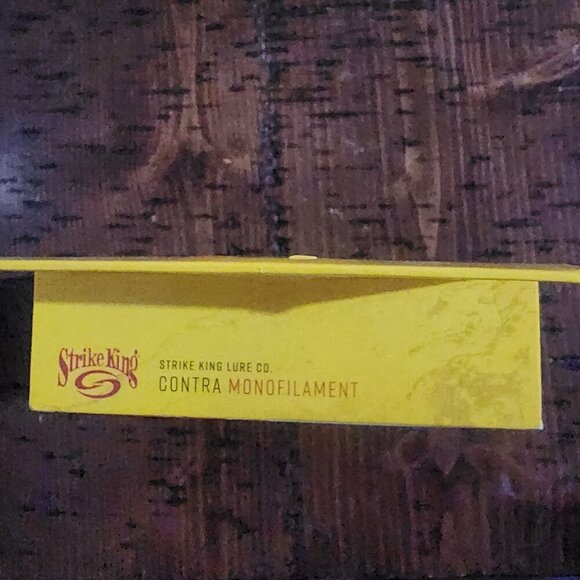 Strike King
STRIKE KING LURE CO.
CONTRA MONOFILAMENT